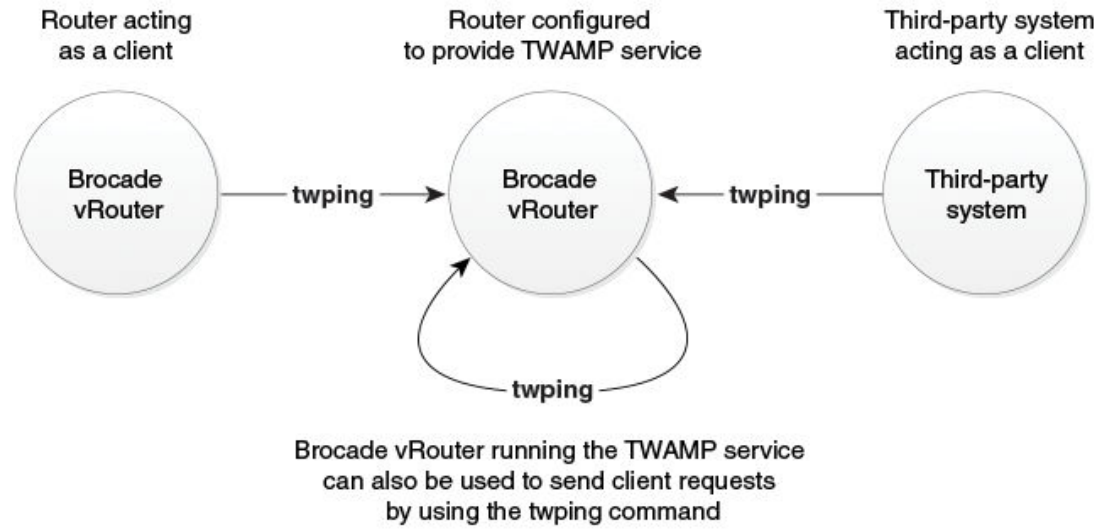 Router acting
as a client
Router configured
to provide TWAMP service
Third-party system
acting as a client
Brocade
vRouter
twping
Brocade
vRouter
twping
Third-party
system
twping
Brocade vRouter running the TWAMP service
can also be used to send client requests
by using the twping command